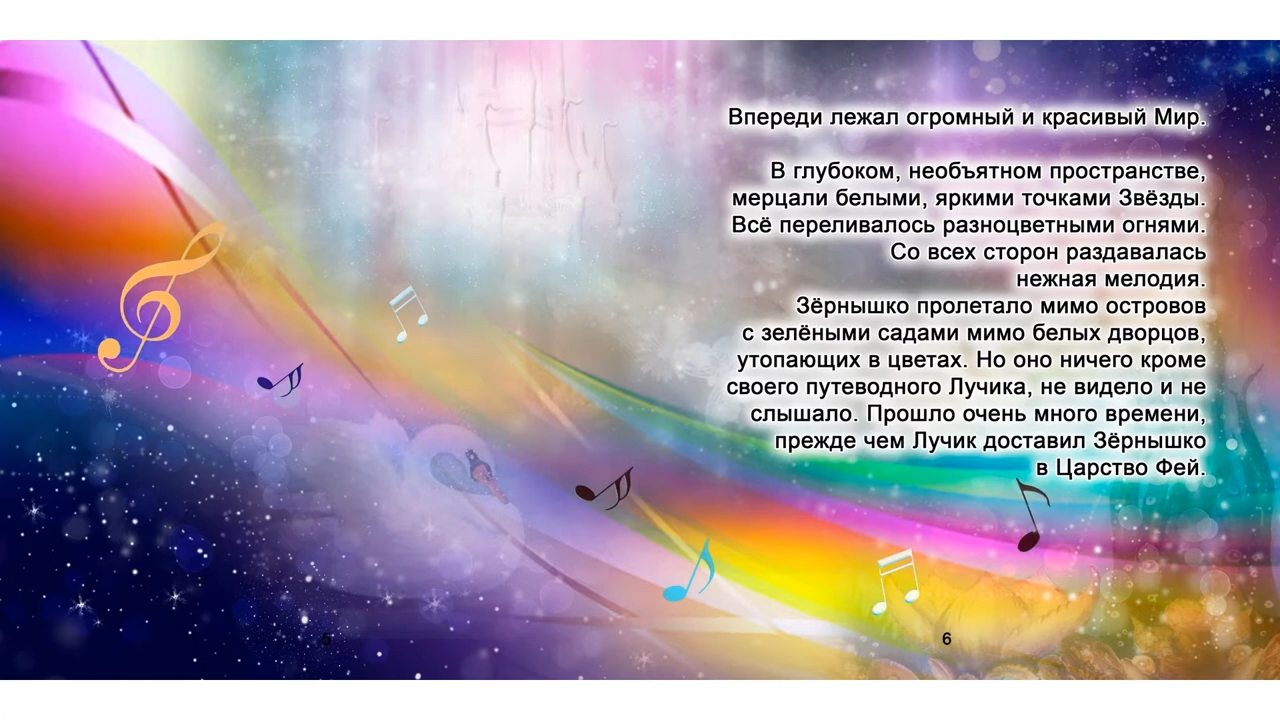 Впереди лежал огромный и красивый Мир.
В глубоком, необъятном пространстве,
мерцали белыми, яркими точками Звёзды.
Всё переливалось разноцветными огнями.
Со всех сторон раздавалась
нежная мелодия.
Зёрнышко пролетало мимо островов
с зелёными садами мимо белых дворцов,
утопающих в цветах. Но оно ничего кроме
своего путеводного Лучика, не видело и не
слышало. Прошло очень много времени,
прежде чем Лучик доставил Зёрнышко
в Царство Фей.
5
6